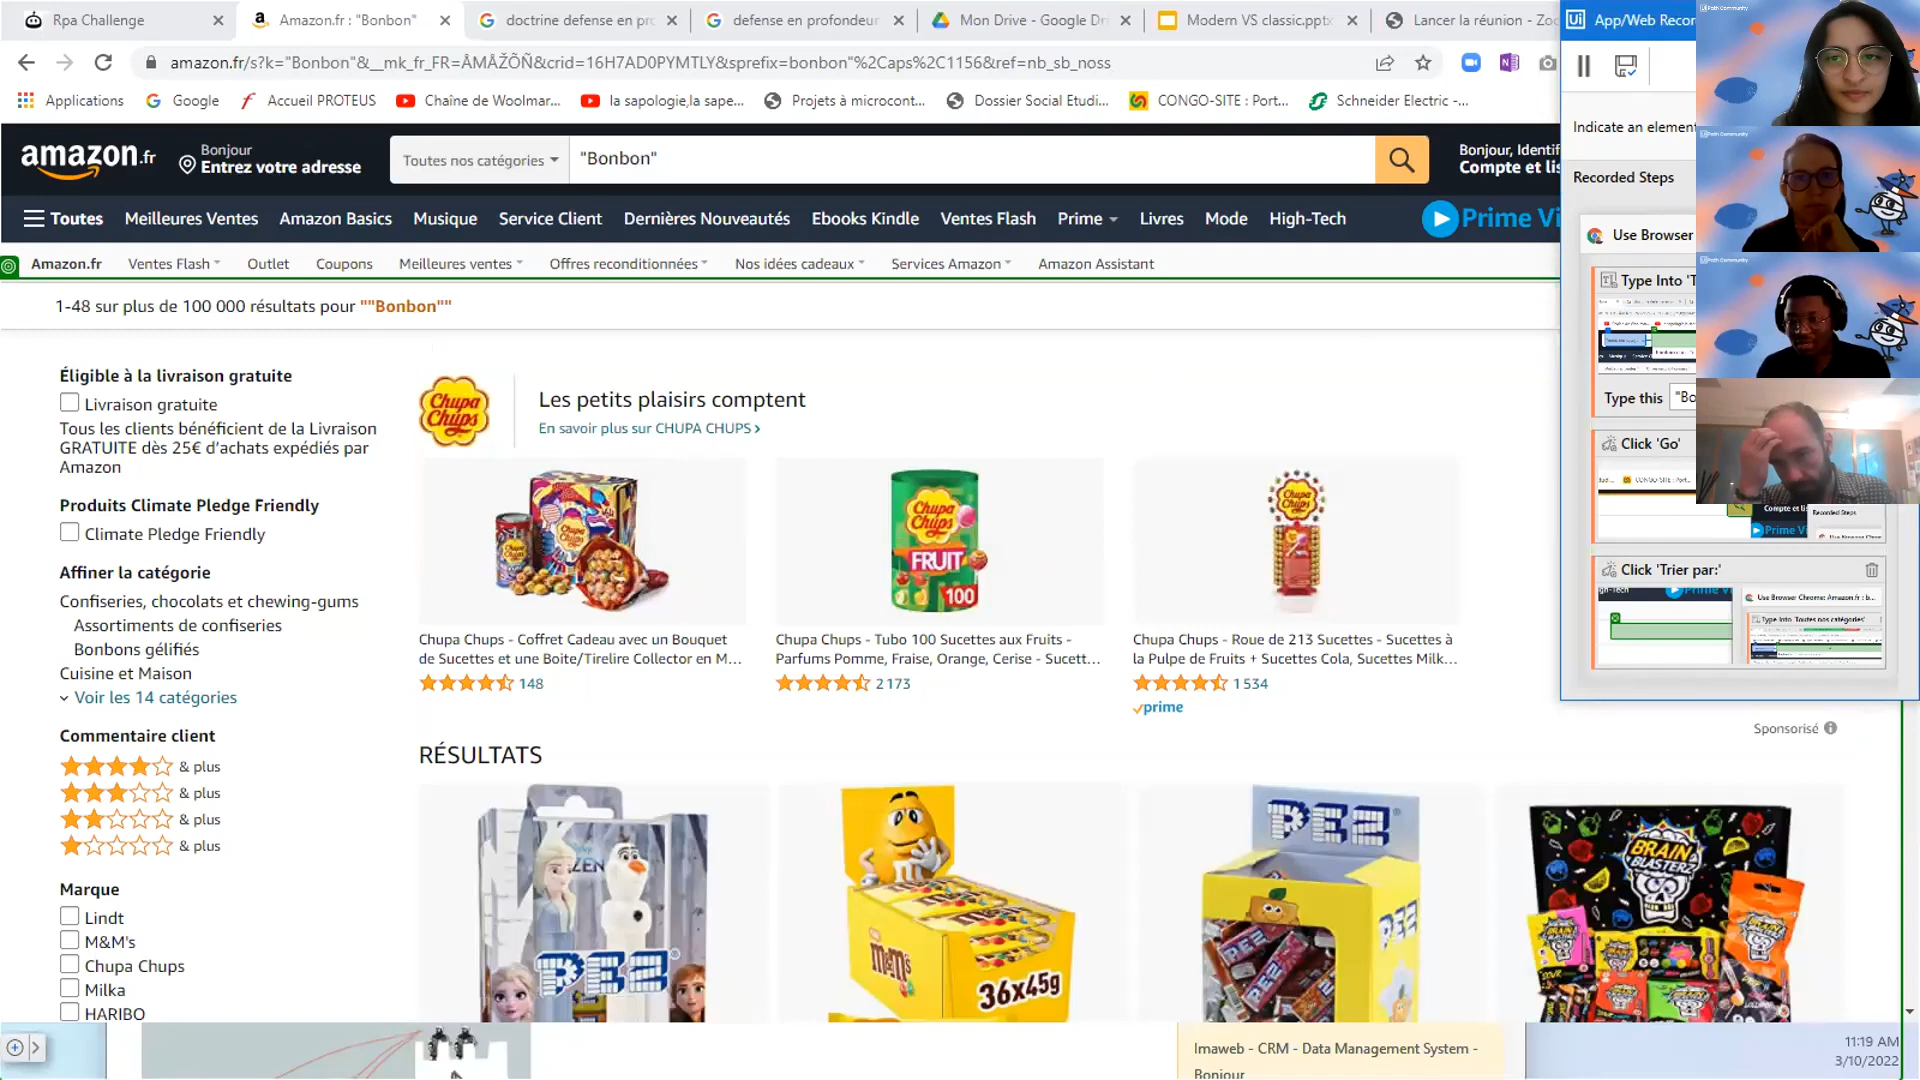 Rpa Challenge
Amazon.fr : "Bonbon"
doctrine defense en pro
defense en profondeur
Mon Drive - Google Dri
Modern VS classic.pptx
Lancer la réunion - Zoo
amazon.fr/s?k="Bonbon"&__mk_fr_FR=ÅMÅŽÕÑ&crid=16H7AD0PYMTLY&sprefix=bonbon"%2Caps%2C1156&ref=nb_sb_noss
Applications
Google
Accueil PROTEUS
Chaîne de Woolmar...
la sapologie,la sape...
Projets à microcont...
Dossier Social Etudi...
CONGO-SITE : Port...
Schneider Electric -...
amazon.fr
Bonjour
Entrez votre adresse
Toutes nos catégories
"Bonbon"
Bonjour, Identif
Compte et lis
Toutes
Meilleures Ventes
Amazon Basics
Musique
Service Client
Dernières Nouveautés
Ebooks Kindle
Ventes Flash
Prime
Livres
Mode
High-Tech
Prime Vi
Amazon.fr
Ventes Flash
Outlet
Coupons
Meilleures ventes
Offres reconditionnées
Nos idées cadeaux
Services Amazon
Amazon Assistant
1-48 sur plus de 100 000 résultats pour ""Bonbon""
Éligible à la livraison gratuite
Livraison gratuite
Tous les clients bénéficient de la Livraison
GRATUITE dès 25€ d'achats expédiés par
Amazon
Produits Climate Pledge Friendly
Climate Pledge Friendly
Affiner la catégorie
Confiseries, chocolats et chewing-gums
Assortiments de confiseries
Bonbons gélifiés
Cuisine et Maison
Voir les 14 catégories
Commentaire client
& plus
& plus
& plus
& plus
Marque
Lindt
M&M's
Chupa Chups
Milka
HARIBO
Chupa Chups
Les petits plaisirs comptent
En savoir plus sur CHUPA CHUPS ›
Chupa Chups
FRUIT
100
Chupa Chups
Chupa Chups - Coffret Cadeau avec un Bouquet
de Sucettes et une Boite/Tirelire Collector en M...
148
Chupa Chups - Tubo 100 Sucettes aux Fruits -
Parfums Pomme, Fraise, Orange, Cerise - Sucett...
2 173
Chupa Chups - Roue de 213 Sucettes - Sucettes à
la Pulpe de Fruits + Sucettes Cola, Sucettes Milk...
1 534
prime
Sponsorisé
RÉSULTATS
PEZ
m&m's
36x45g
PEZ
PEZ
PEZ
BRAIN
BLASTERZ
App/Web Recor
Indicate an element
Recorded Steps
Use Browser
Type Into 'T
Type this
"Bo
Click 'Go'
CONGO-SITE : Port...
Compte et lis
Prime Vi
Recorded Steps
Use Browser Chrome
Click 'Trier par:'
gh-Tech
Prime Vi
Use Browser Chrome: Amazon.fr : b...
Type Into 'Toutes nos catégories'
Imaweb - CRM - Data Management System -
Bonjour
11:19 AM
3/10/2022